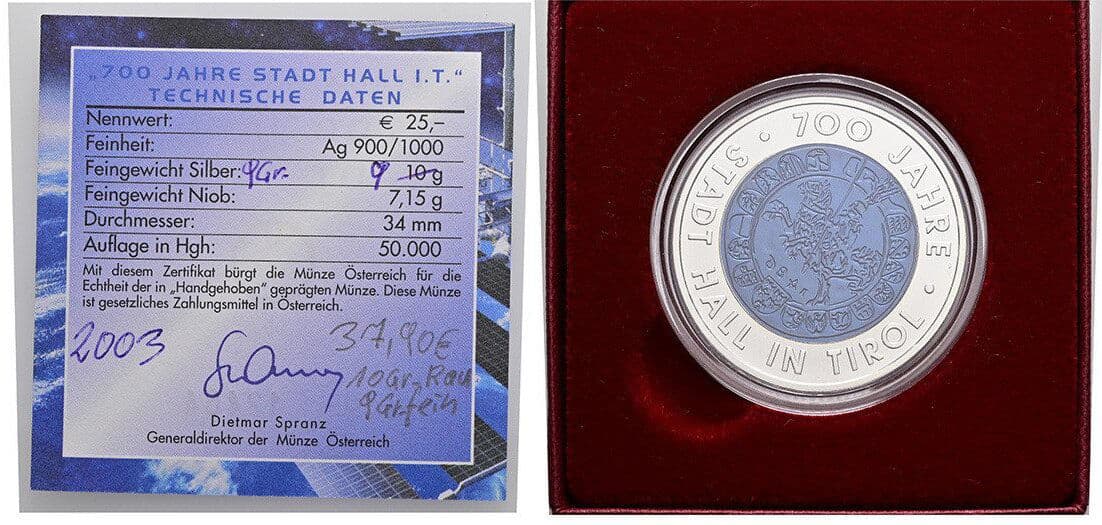 „700 JAHRE STADT HALL I.T.“
TECHNISCHE DATEN
Nennwert: € 25,–
Feinheit: Ag 900/1000
Feingewicht Silber: 9Gr. 9 10 g
Feingewicht Niob: 7,15 g
Durchmesser: 34 mm
Auflage in Hgh: 50.000
Mit diesem Zertifikat bürgt die Münze Österreich für die
Echtheit der in „Handgehoben“ geprägten Münze. Diese Münze
ist gesetzliches Zahlungsmittel in Österreich.
2003
37,90€
10Gr. Rau
9Gr fein
Dietmar Spranz
Generaldirektor der Münze Österreich
700 JAHRE
STADT HALL IN TIROL